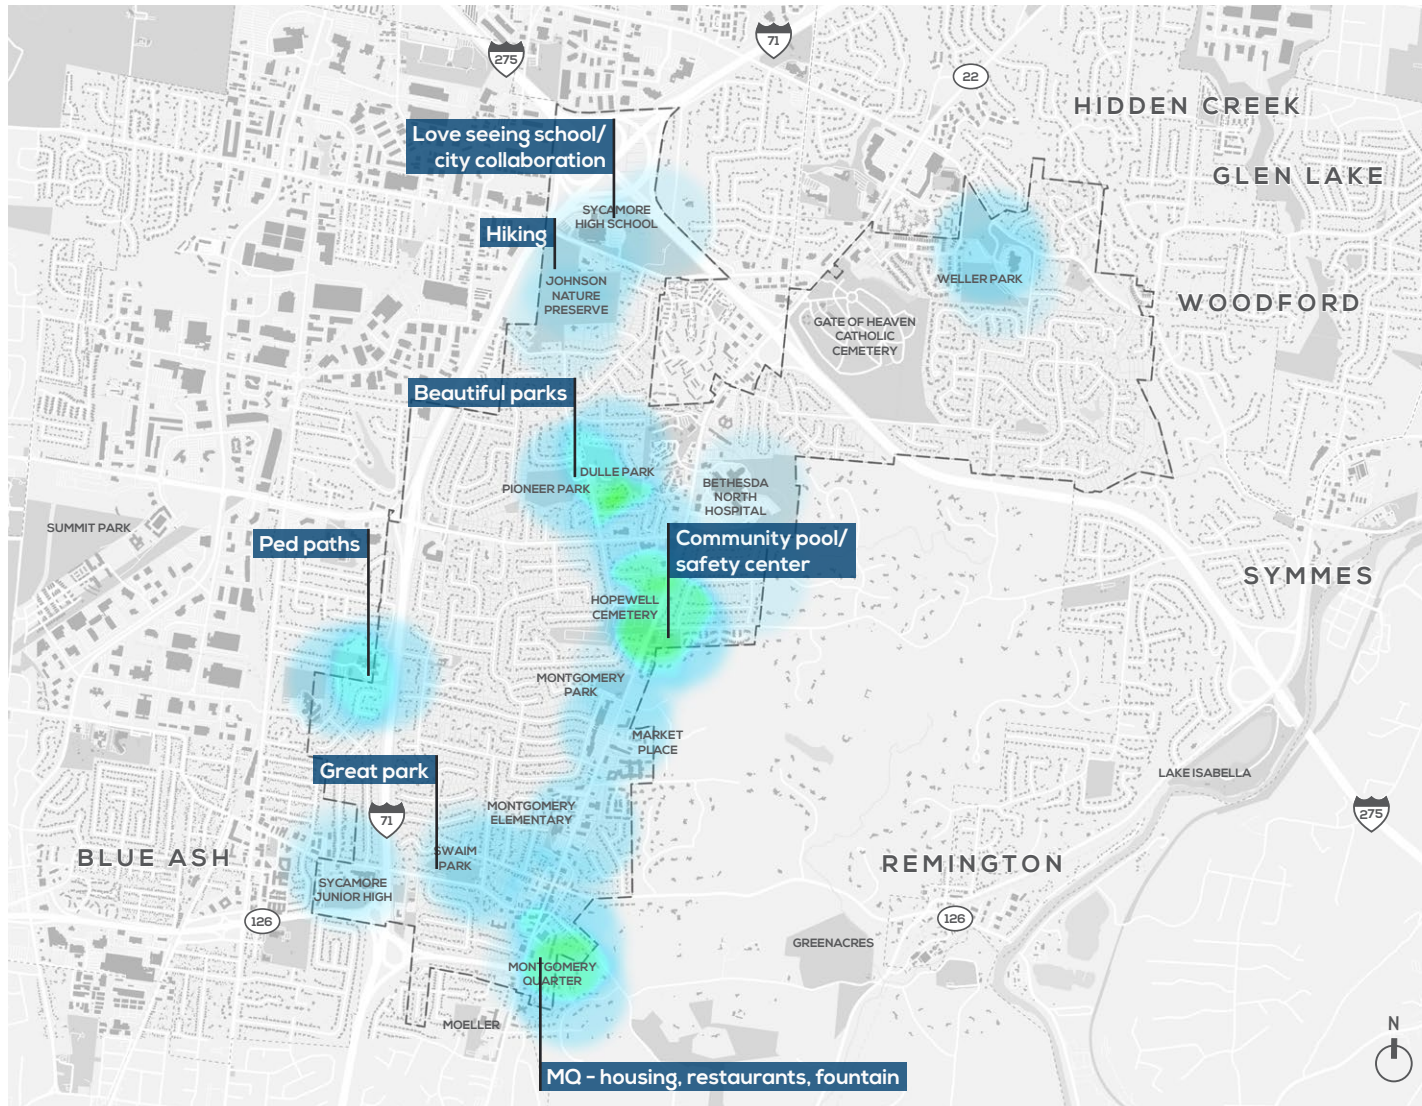 71
275
22
HIDDEN CREEK
Love seeing school/
city collaboration
GLEN LAKE
SYCAMORE
HIGH SCHOOL
Hiking
JOHNSON
NATURE
PRESERVE
WELLER PARK
WOODFORD
GATE OF HEAVEN
CATHOLIC
CEMETERY
Beautiful parks
DULLE PARK
PIONEER PARK
BETHESDA
NORTH
HOSPITAL
SUMMIT PARK
Ped paths
Community pool/
safety center
SYMMES
HOPEWELL
CEMETERY
MONTGOMERY
PARK
MARKET
PLACE
Great park
LAKE ISABELLA
MONTGOMERY
ELEMENTARY
71
275
BLUE ASH
SWAIM
PARK
REMINGTON
SYCAMORE
JUNIOR HIGH
126
126
GREENACRES
MONTGOMERY
QUARTER
MOELLER
N
MQ - housing, restaurants, fountain